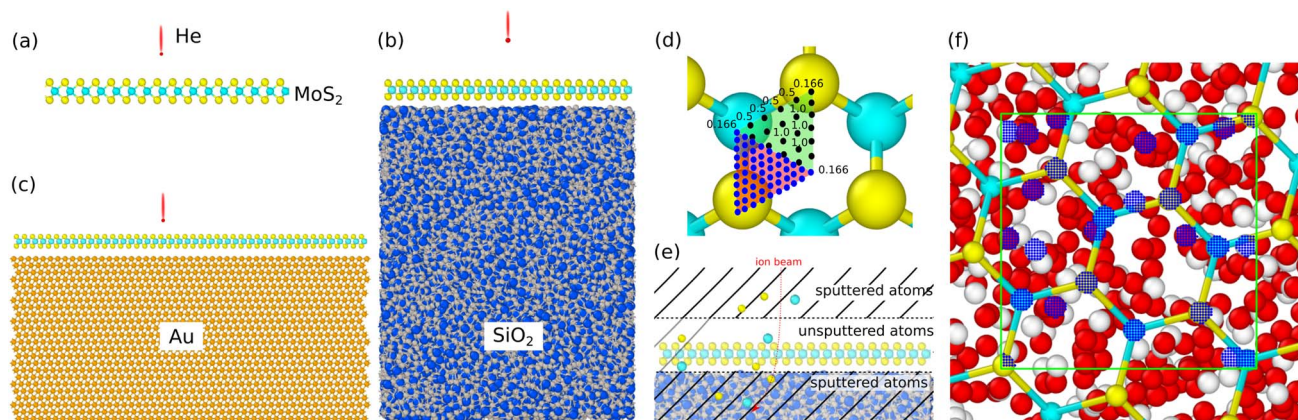 (a)
He
MoS₂
(b)
SiO₂
(c)
Au
(d)
0.166
0.5
0.5
1.0
0.5
1.0
0.166
0.5
1.0
1.0
0.166
(e)
ion beam
sputtered atoms
unsputtered atoms
sputtered atoms
(f)